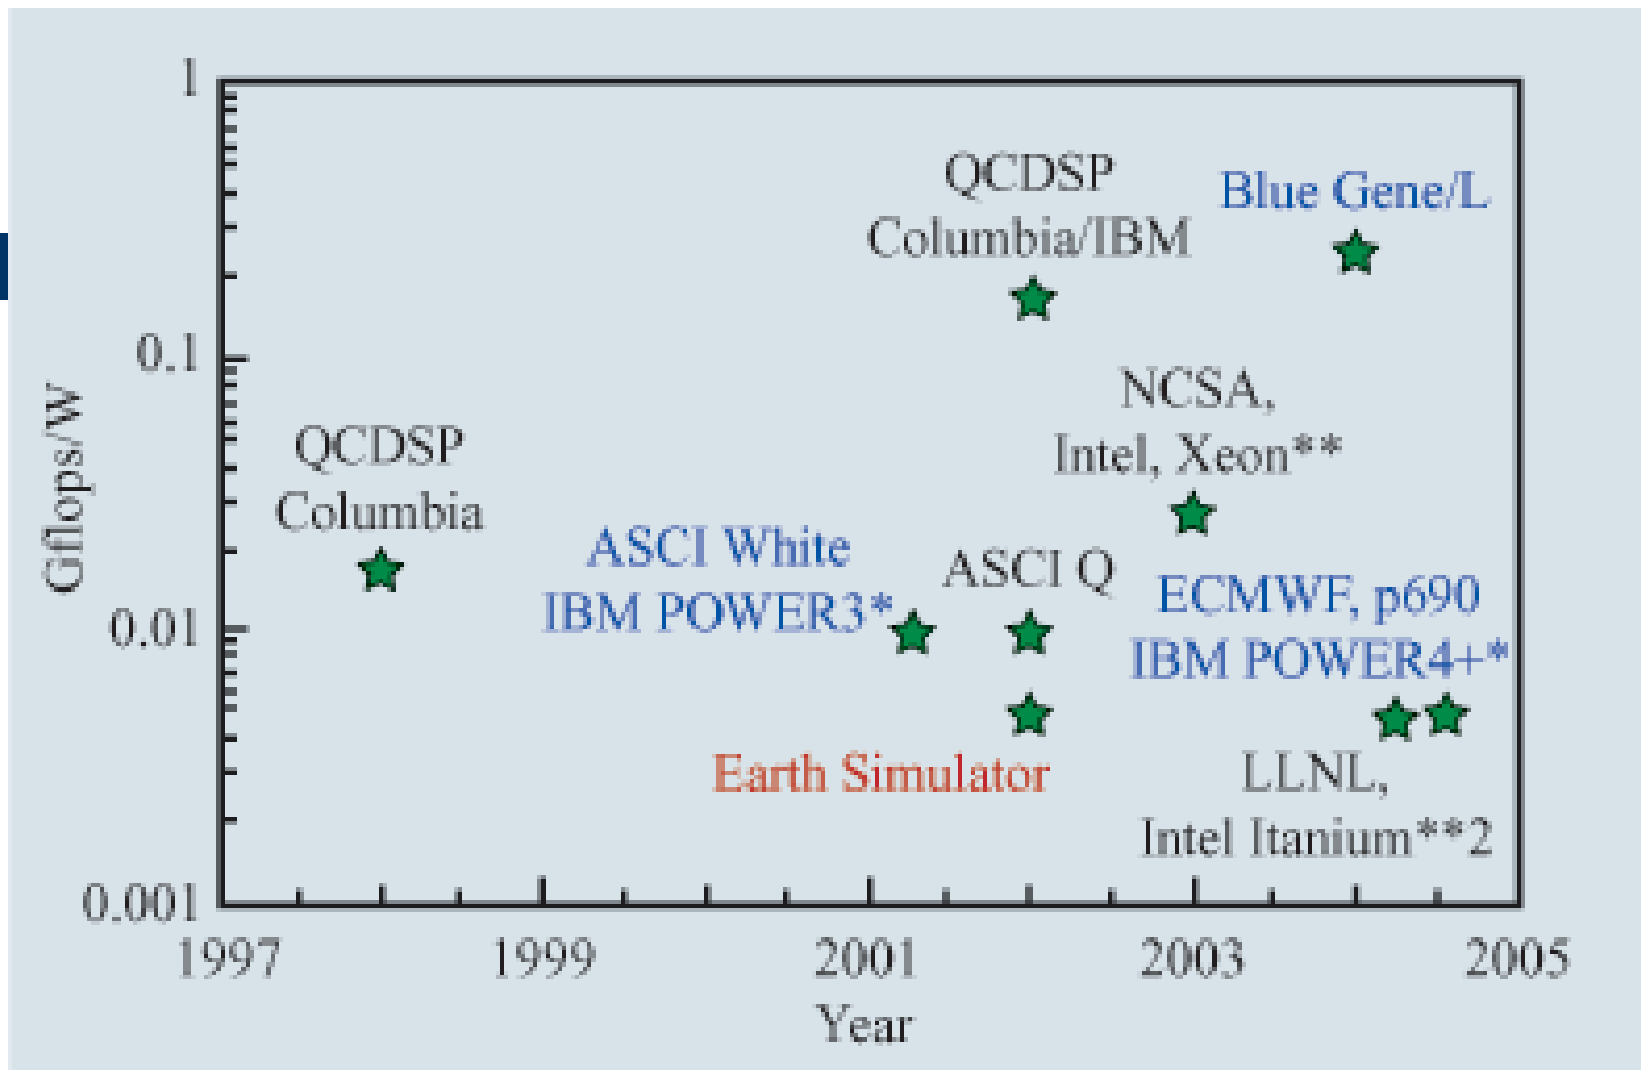 1
QCDSP
Columbia/IBM
Blue Gene/L
0.1
NCSA,
Intel, Xeon**
QCDSP
Columbia
ASCI White
IBM POWER3*
ASCI Q
ECMWF, p690
IBM POWER4+*
0.01
Earth Simulator
LLNL,
Intel Itanium**2
0.001
Gflops/W
1997 1999 2001 2003 2005
Year